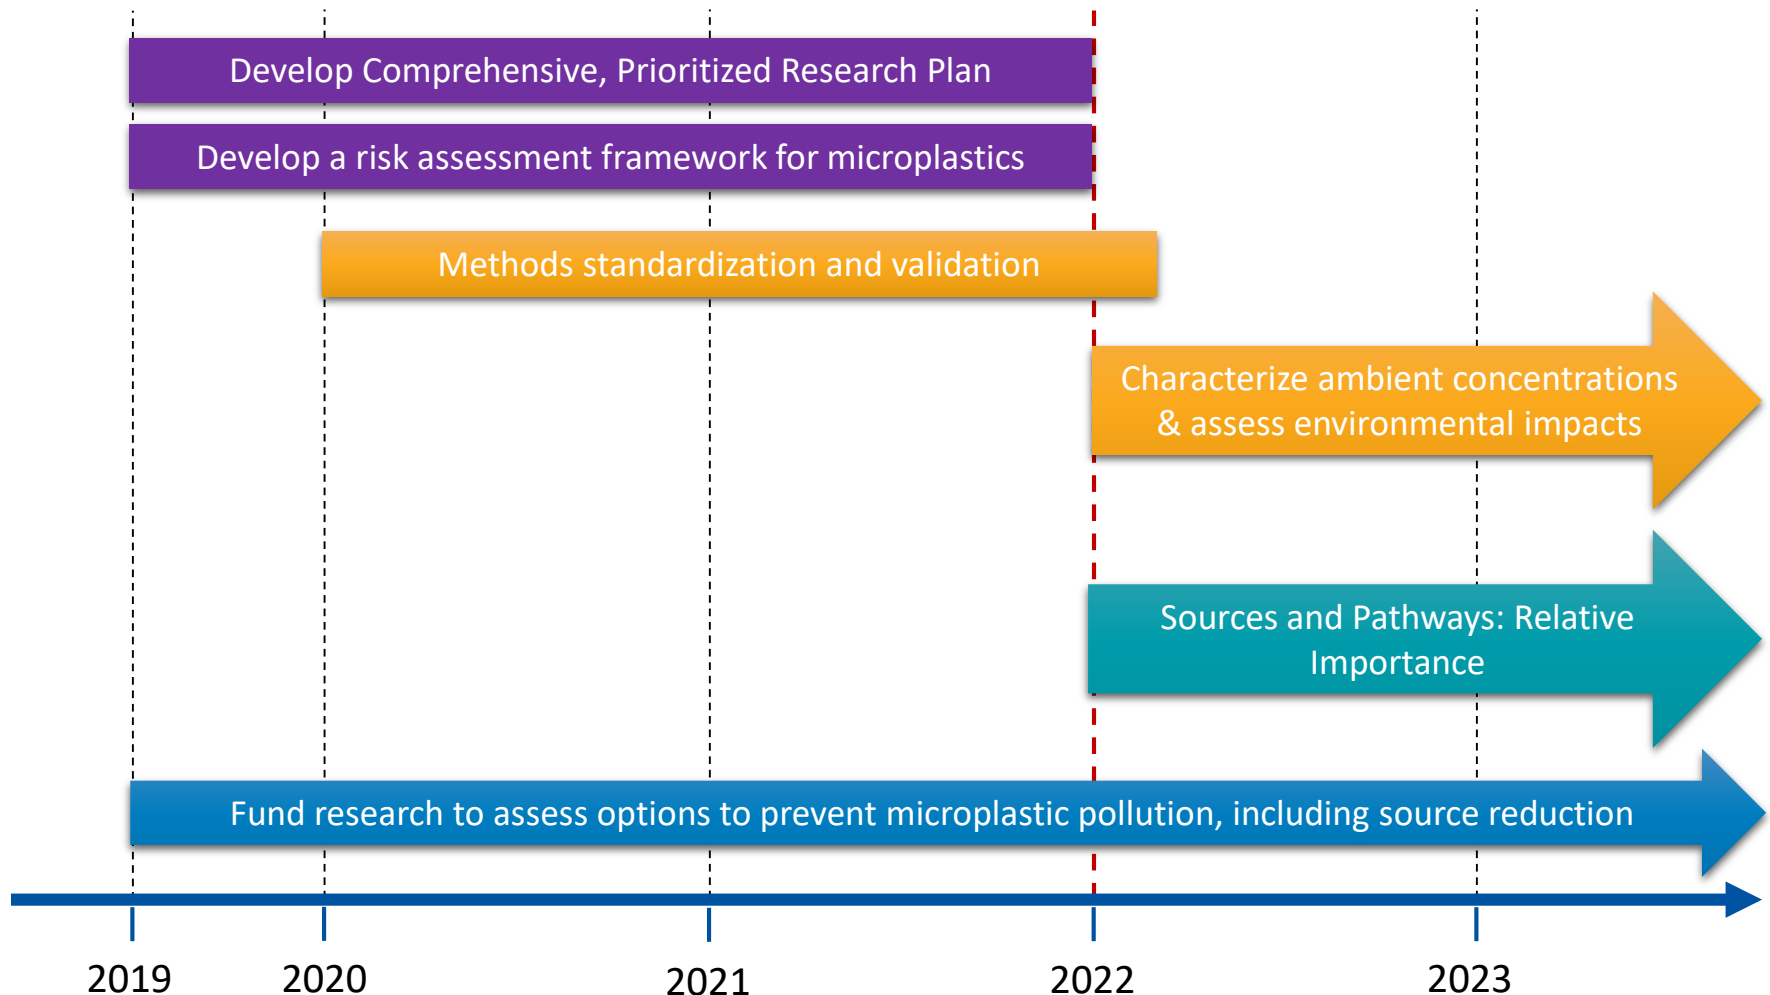 Develop Comprehensive, Prioritized Research Plan
Develop a risk assessment framework for microplastics
Methods standardization and validation
Characterize ambient concentrations
& assess environmental impacts
Sources and Pathways: Relative
Importance
Fund research to assess options to prevent microplastic pollution, including source reduction
2019 2020 2021 2022 2023